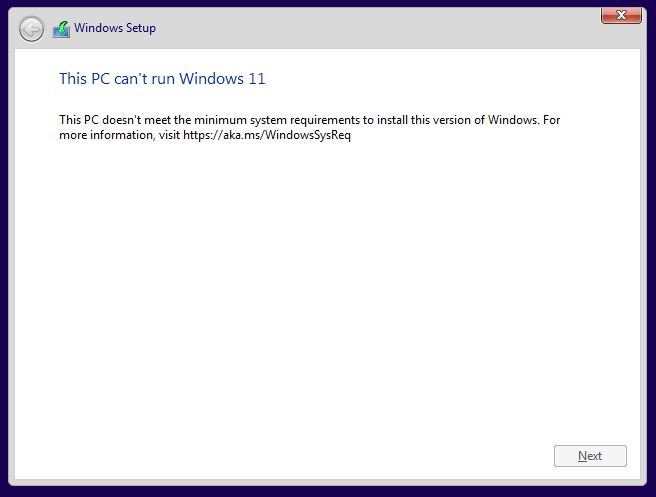 Windows Setup
This PC can't run Windows 11
This PC doesn't meet the minimum system requirements to install this version of Windows. For
more information, visit https://aka.ms/WindowsSysReq
Next